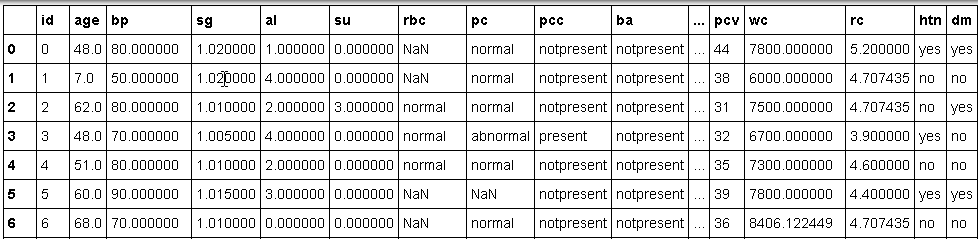 id age bp sg al su rbc pc pcc ba ... pcv wc rc htn dm
0 0 48.0 80.000000 1.020000 1.000000 0.000000 NaN normal notpresent notpresent ... 44 7800.000000 5.200000 yes yes
1 1 7.0 50.000000 1.020000 4.000000 0.000000 NaN normal notpresent notpresent ... 38 6000.000000 4.707435 no no
2 2 62.0 80.000000 1.010000 2.000000 3.000000 normal normal notpresent notpresent ... 31 7500.000000 4.707435 no yes
3 3 48.0 70.000000 1.005000 4.000000 0.000000 normal abnormal present notpresent ... 32 6700.000000 3.900000 yes no
4 4 51.0 80.000000 1.010000 2.000000 0.000000 normal normal notpresent notpresent ... 35 7300.000000 4.600000 no no
5 5 60.0 90.000000 1.015000 3.000000 0.000000 NaN NaN notpresent notpresent ... 39 7800.000000 4.400000 yes yes
6 6 68.0 70.000000 1.010000 0.000000 0.000000 NaN normal notpresent notpresent ... 36 8406.122449 4.707435 no no